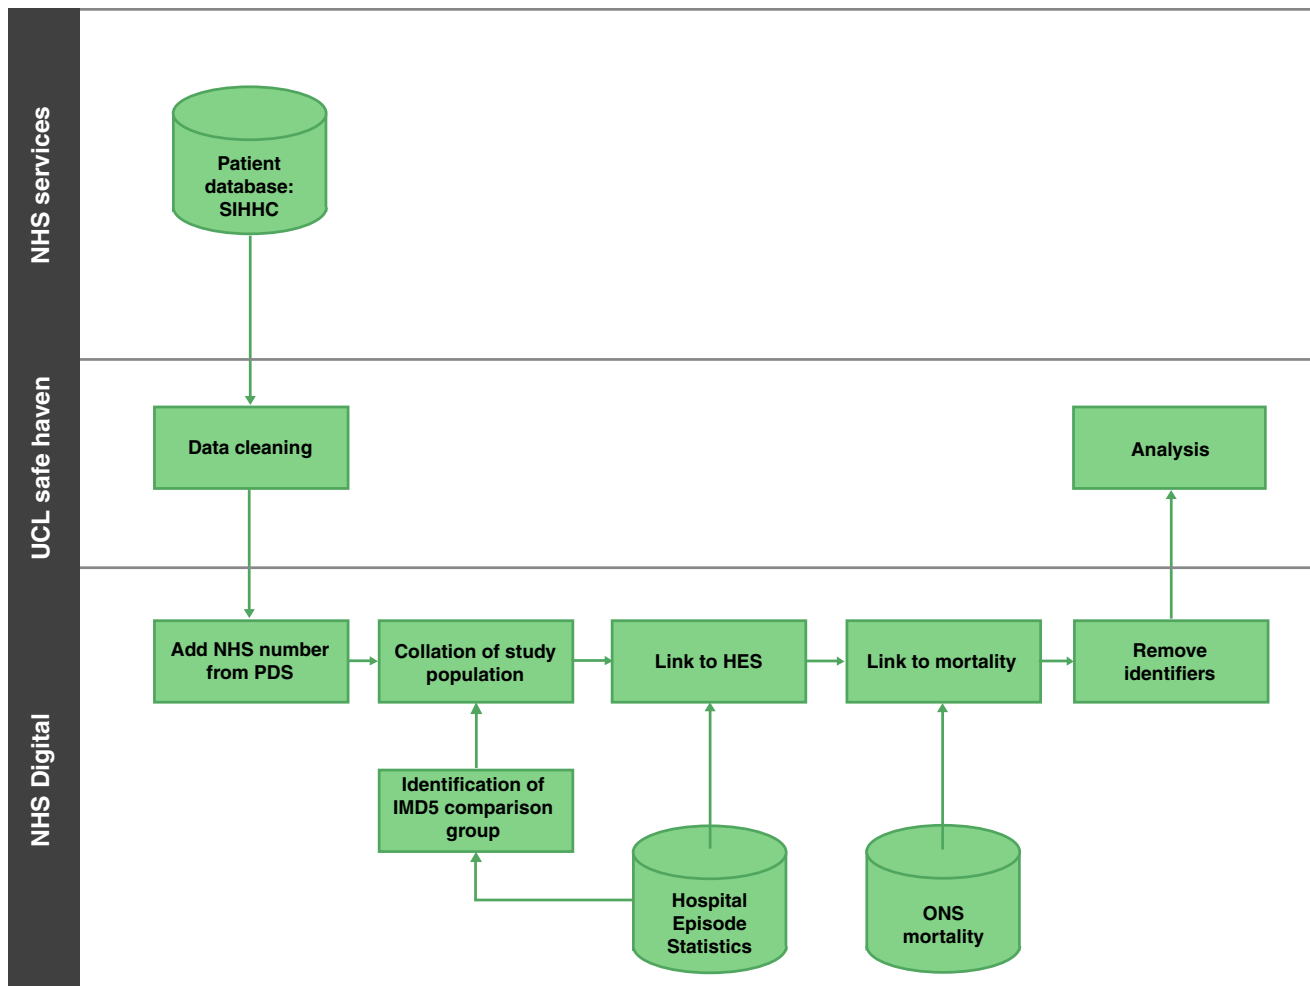 NHS services
Patient
database:
SIHHC
UCL safe haven
Data cleaning
Analysis
NHS Digital
Add NHS number
from PDS
Collation of study
population
Link to HES
Link to mortality
Remove
identifiers
Identification of
IMD5 comparison
group
Hospital
Episode
Statistics
ONS
mortality